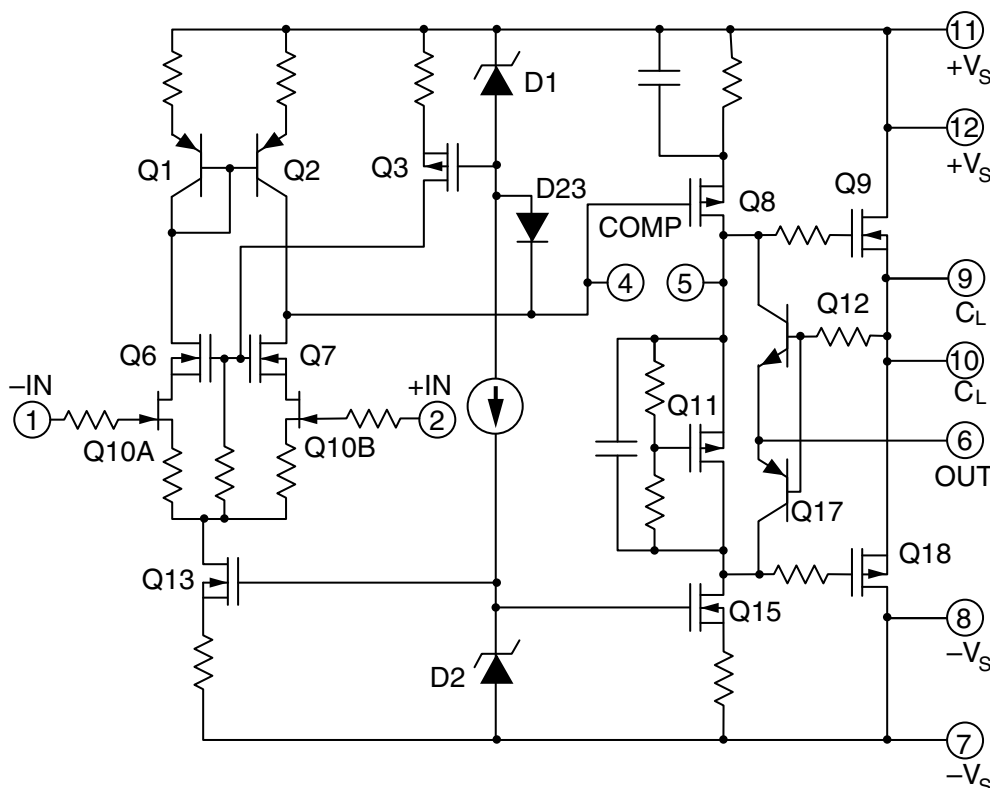 11
+VS
D1
12
+VS
Q1
Q2
Q3
Q8
Q9
D23
COMP
4
5
9
CL
Q12
Q6
Q7
10
CL
–IN
+IN
1
2
Q11
6
OUT
Q10A
Q10B
Q17
Q18
Q13
Q15
8
–VS
D2
7
–VS